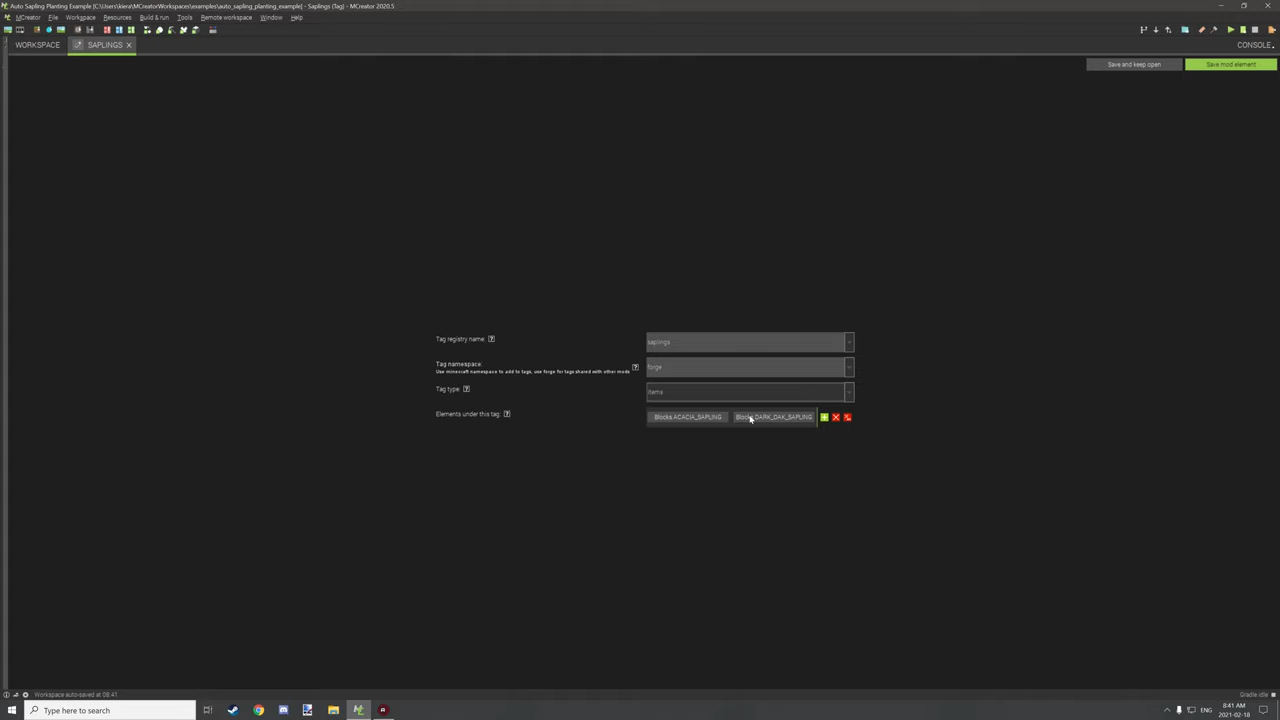 Auto Sapling Planting Example [C:\Users\kiera\MCreatorWorkspaces\examples\auto_sapling_planting_example] - Saplings (Tag) - MCreator 2020.5
MCreator File Workspace Resources Build & run Tools Remote workspace Window Help
WORKSPACE SAPLINGS CONSOLE
Save and keep open Save mod element
Tag registry name: ? saplings
Tag namespace: ? forge
Use minecraft namespace to add to tags, use forge for tags shared with other mods
Tag type: ? items
Elements under this tag: ? Blocks.ACACIA_SAPLING Blocks.DARK_OAK_SAPLING
Workspace auto-saved at 08:41 Gradle idle
Type here to search ENG 8:41 AM
2021-02-18